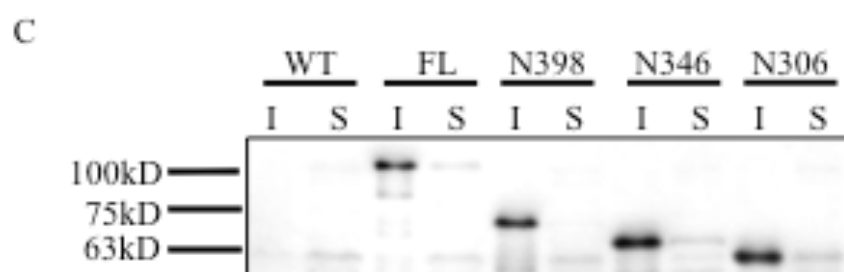 C
WT FL N398 N346 N306
I S I S I S I S I S
100kD
75kD
63kD